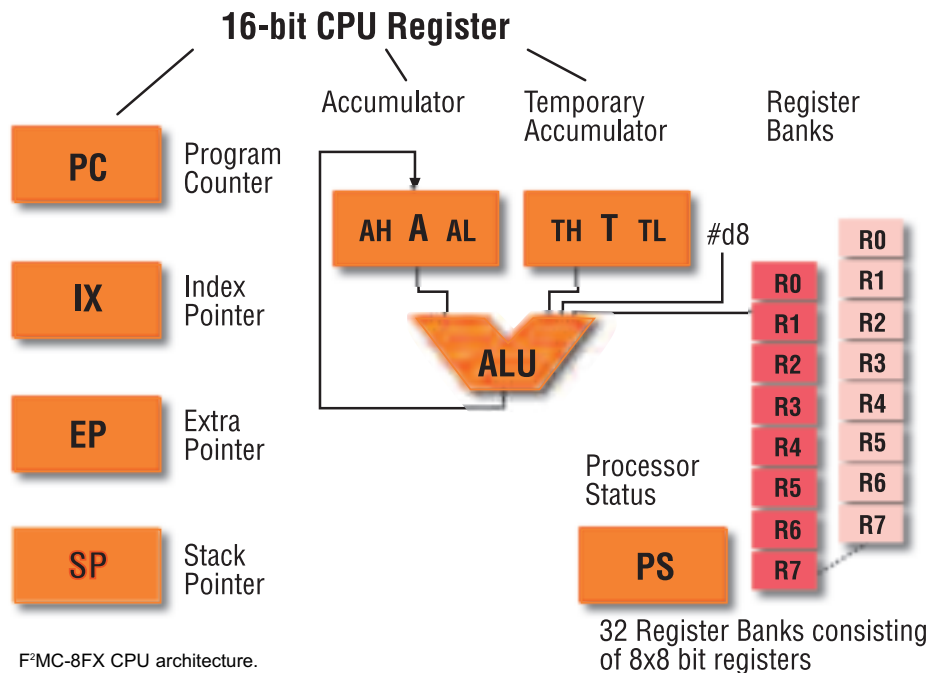 16-bit CPU Register
Accumulator
Temporary
Accumulator
Register
Banks
PC
Program
Counter
AH A AL
TH T TL
#d8
IX
Index
Pointer
ALU
EP
Extra
Pointer
SP
Stack
Pointer
Processor
Status
PS
R0
R1
R2
R3
R4
R5
R6
R7
R0
R1
R2
R3
R4
R5
R6
R7
32 Register Banks consisting
of 8x8 bit registers
F²MC-8FX CPU architecture.